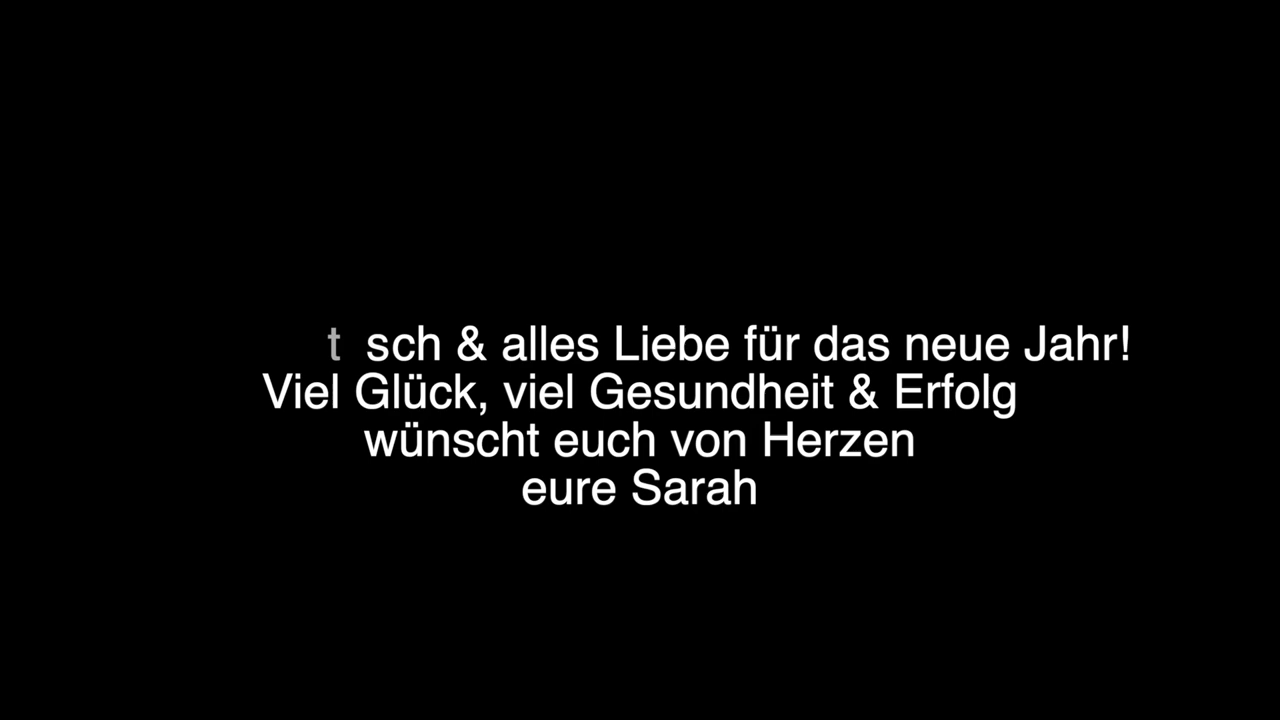 t sch & alles Liebe für das neue Jahr!
Viel Glück, viel Gesundheit & Erfolg
wünscht euch von Herzen
eure Sarah